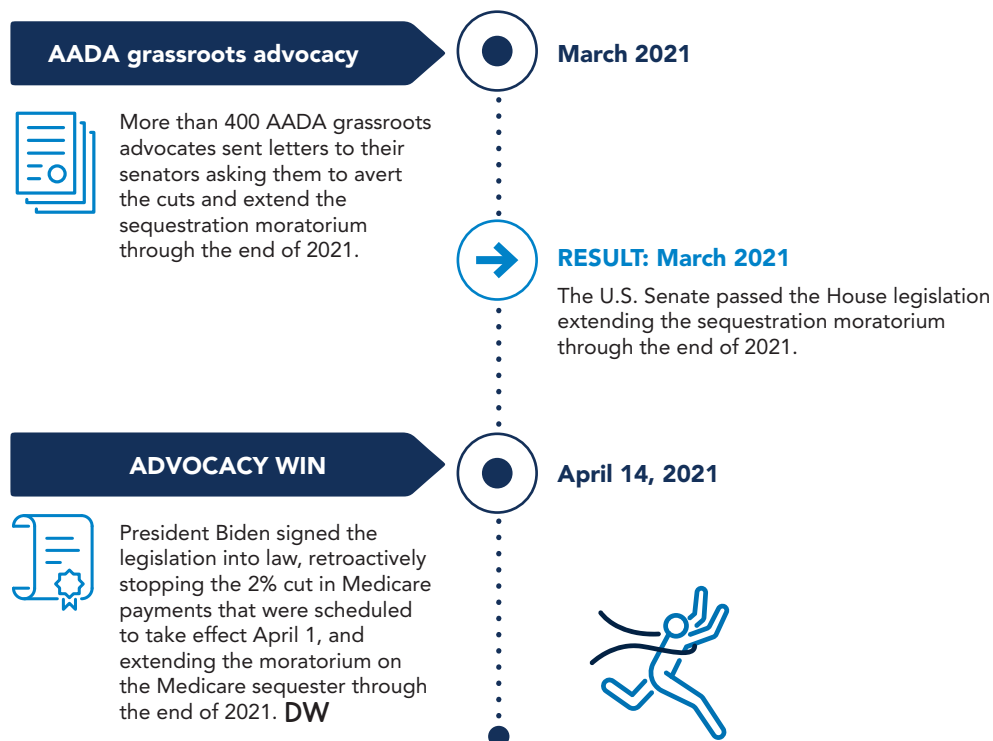 AADA grassroots advocacy
March 2021
More than 400 AADA grassroots
advocates sent letters to their
senators asking them to avert
the cuts and extend the
sequestration moratorium
through the end of 2021.
RESULT: March 2021
The U.S. Senate passed the House legislation
extending the sequestration moratorium
through the end of 2021.
ADVOCACY WIN
April 14, 2021
President Biden signed the
legislation into law, retroactively
stopping the 2% cut in Medicare
payments that were scheduled
to take effect April 1, and
extending the moratorium on
the Medicare sequester through
the end of 2021. DW